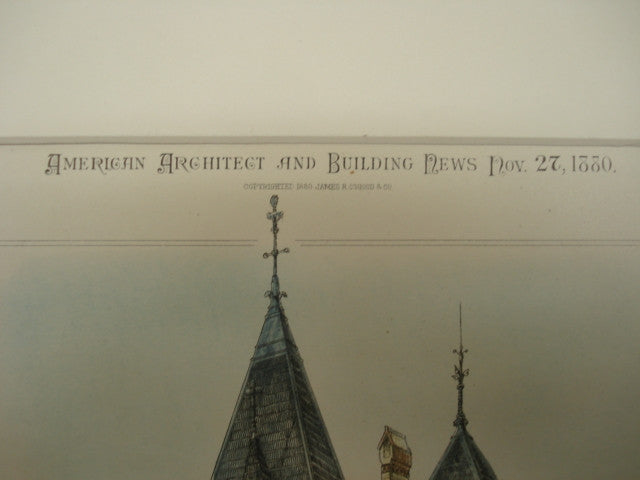 American Architect and Building News Nov. 27, 1880.
COPYRIGHTED 1880 JAMES R. OSGOOD & CO